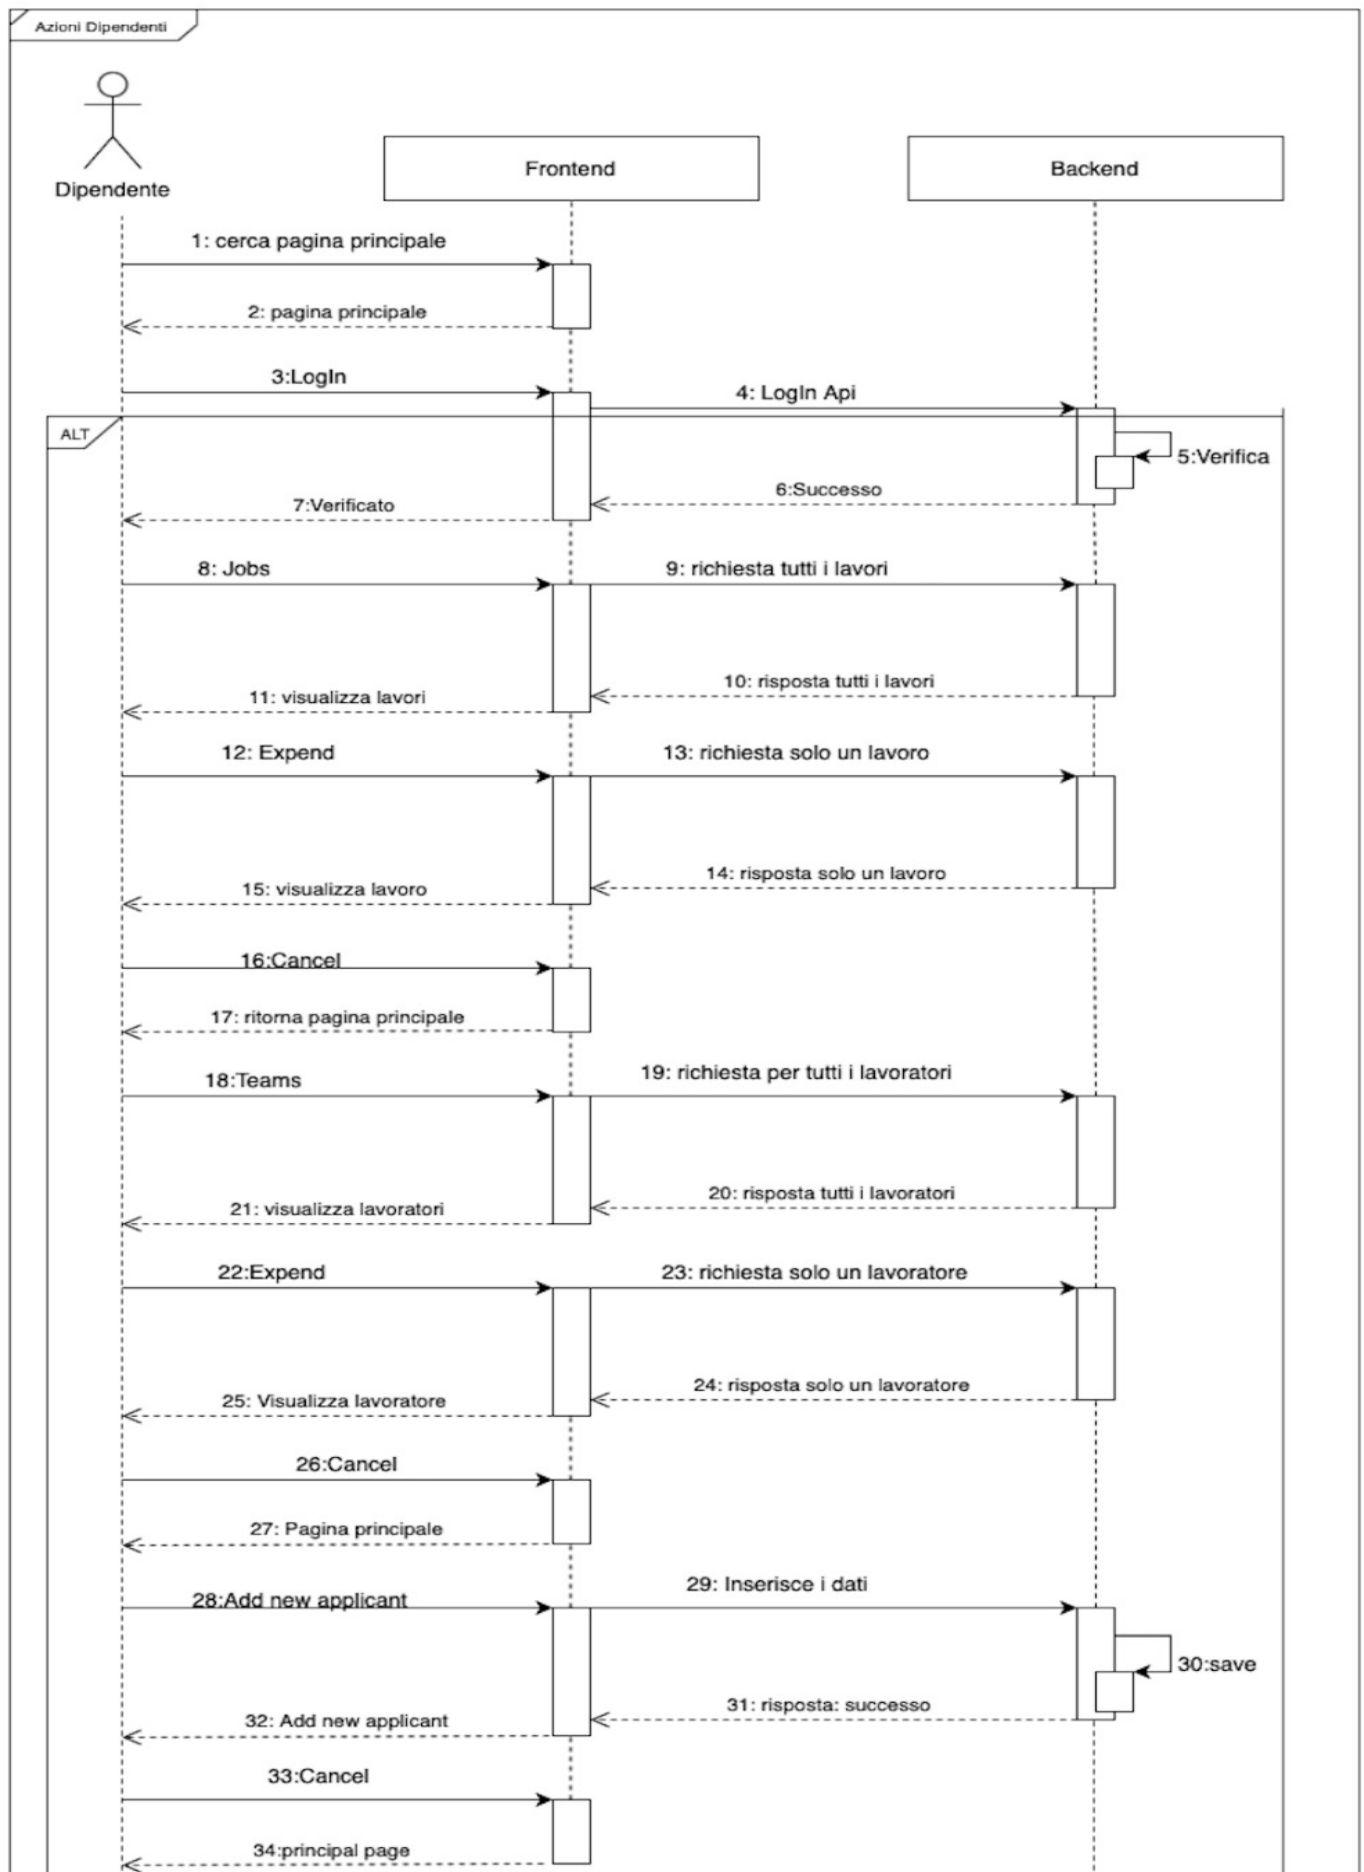 Azioni Dipendenti
Dipendente
Frontend
Backend
1: cerca pagina principale
2: pagina principale
3:LogIn
4: LogIn Api
ALT
5:Verifica
6:Successo
7:Verificato
8: Jobs
9: richiesta tutti i lavori
10: risposta tutti i lavori
11: visualizza lavori
12: Expend
13: richiesta solo un lavoro
14: risposta solo un lavoro
15: visualizza lavoro
16:Cancel
17: ritorna pagina principale
18:Teams
19: richiesta per tutti i lavoratori
20: risposta tutti i lavoratori
21: visualizza lavoratori
22:Expend
23: richiesta solo un lavoratore
24: risposta solo un lavoratore
25: Visualizza lavoratore
26:Cancel
27: Pagina principale
28:Add new applicant
29: Inserisce i dati
30:save
31: risposta: successo
32: Add new applicant
33:Cancel
34:principal page